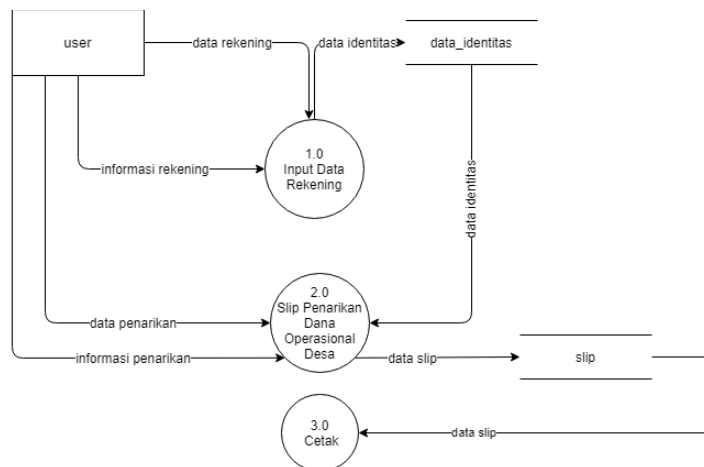 user
data rekening
data identitas
data_identitas
1.0
Input Data
Rekening
informasi rekening
data identitas
2.0
Slip Penarikan
Dana
Operasional
Desa
data penarikan
informasi penarikan
data slip
slip
3.0
Cetak
data slip